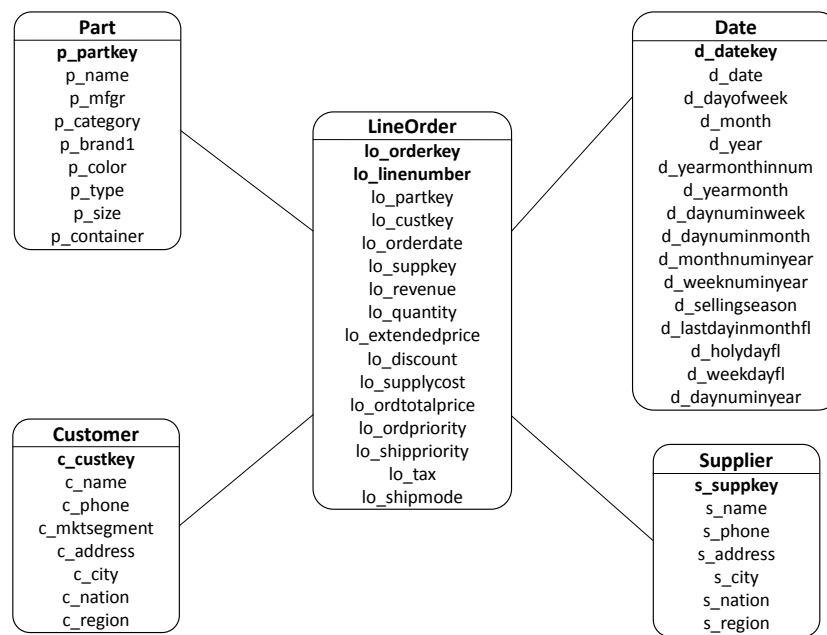 Part
p_partkey
p_name
p_mfgr
p_category
p_brand1
p_color
p_type
p_size
p_container
Date
d_datekey
d_date
d_dayofweek
d_month
d_year
d_yearmonthinnum
d_yearmonth
d_daynuminweek
d_daynuminmonth
d_monthnuminyear
d_weeknuminyear
d_sellingseason
d_lastdayinmonthfl
d_holydayfl
d_weekdayfl
d_daynuminyear
LineOrder
lo_orderkey
lo_linenumber
lo_partkey
lo_custkey
lo_orderdate
lo_suppkey
lo_revenue
lo_quantity
lo_extendedprice
lo_discount
lo_supplycost
lo_ordtotalprice
lo_ordpriority
lo_shippriority
lo_tax
lo_shipmode
Customer
c_custkey
c_name
c_phone
c_mktsegment
c_address
c_city
c_nation
c_region
Supplier
s_suppkey
s_name
s_phone
s_address
s_city
s_nation
s_region